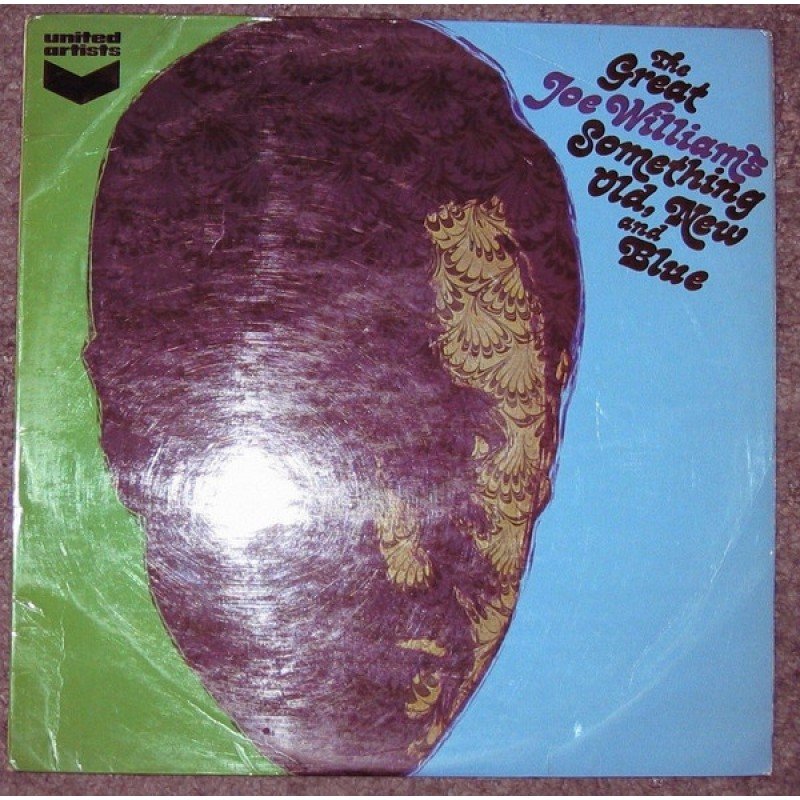 united
artists
The
Great
Joe Williams
Something
Old, New
and
Blue